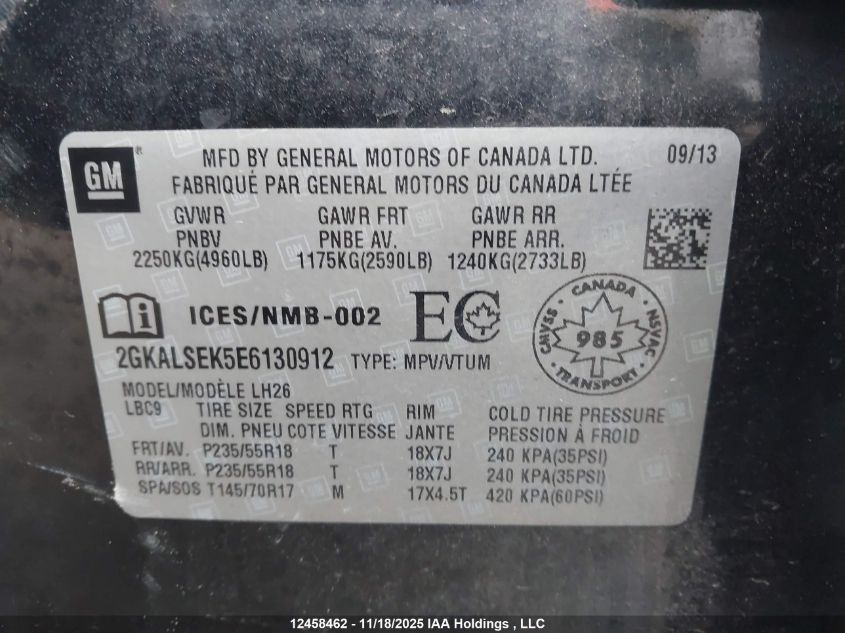 GM
MFD BY GENERAL MOTORS OF CANADA LTD. 09/13
FABRIQUÉ PAR GENERAL MOTORS DU CANADA LTÉE
GVWR GAWR FRT GAWR RR
PNBV PNBE AV. PNBE ARR.
2250KG(4960LB) 1175KG(2590LB) 1240KG(2733LB)
i ICES/NMB-002 EC
CANADA
CMVSS 985 NSVAC
TRANSPORT
2GKALSEK5E6130912 TYPE: MPV/VTUM
MODEL/MODÈLE LH26
LBC9 TIRE SIZE SPEED RTG RIM COLD TIRE PRESSURE
DIM. PNEU COTE VITESSE JANTE PRESSION À FROID
FRT/AV. P235/55R18 T 18X7J 240 KPA(35PSI)
RR/ARR. P235/55R18 T 18X7J 240 KPA(35PSI)
SPA/SOS T145/70R17 M 17X4.5T 420 KPA(60PSI)
12458462 - 11/18/2025 IAA Holdings , LLC